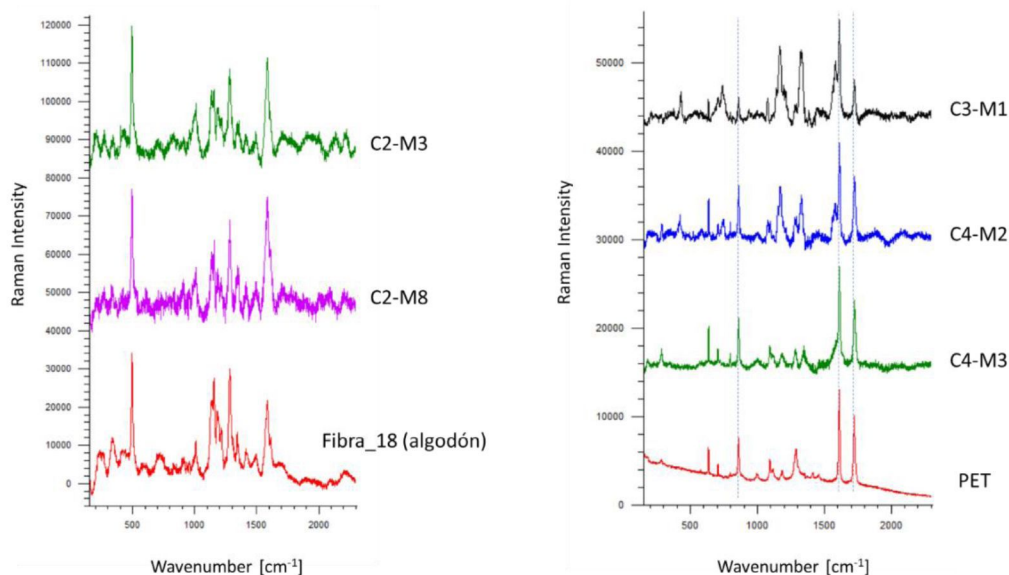 120000
110000
100000
90000
80000
70000
60000
50000
40000
30000
20000
10000
0
Raman Intensity
C2-M3
C2-M8
Fibra_18 (algodón)
500
1000
1500
2000
Wavenumber [cm⁻¹]
50000
40000
30000
20000
10000
0
Raman Intensity
C3-M1
C4-M2
C4-M3
PET
500
1000
1500
2000
Wavenumber [cm⁻¹]